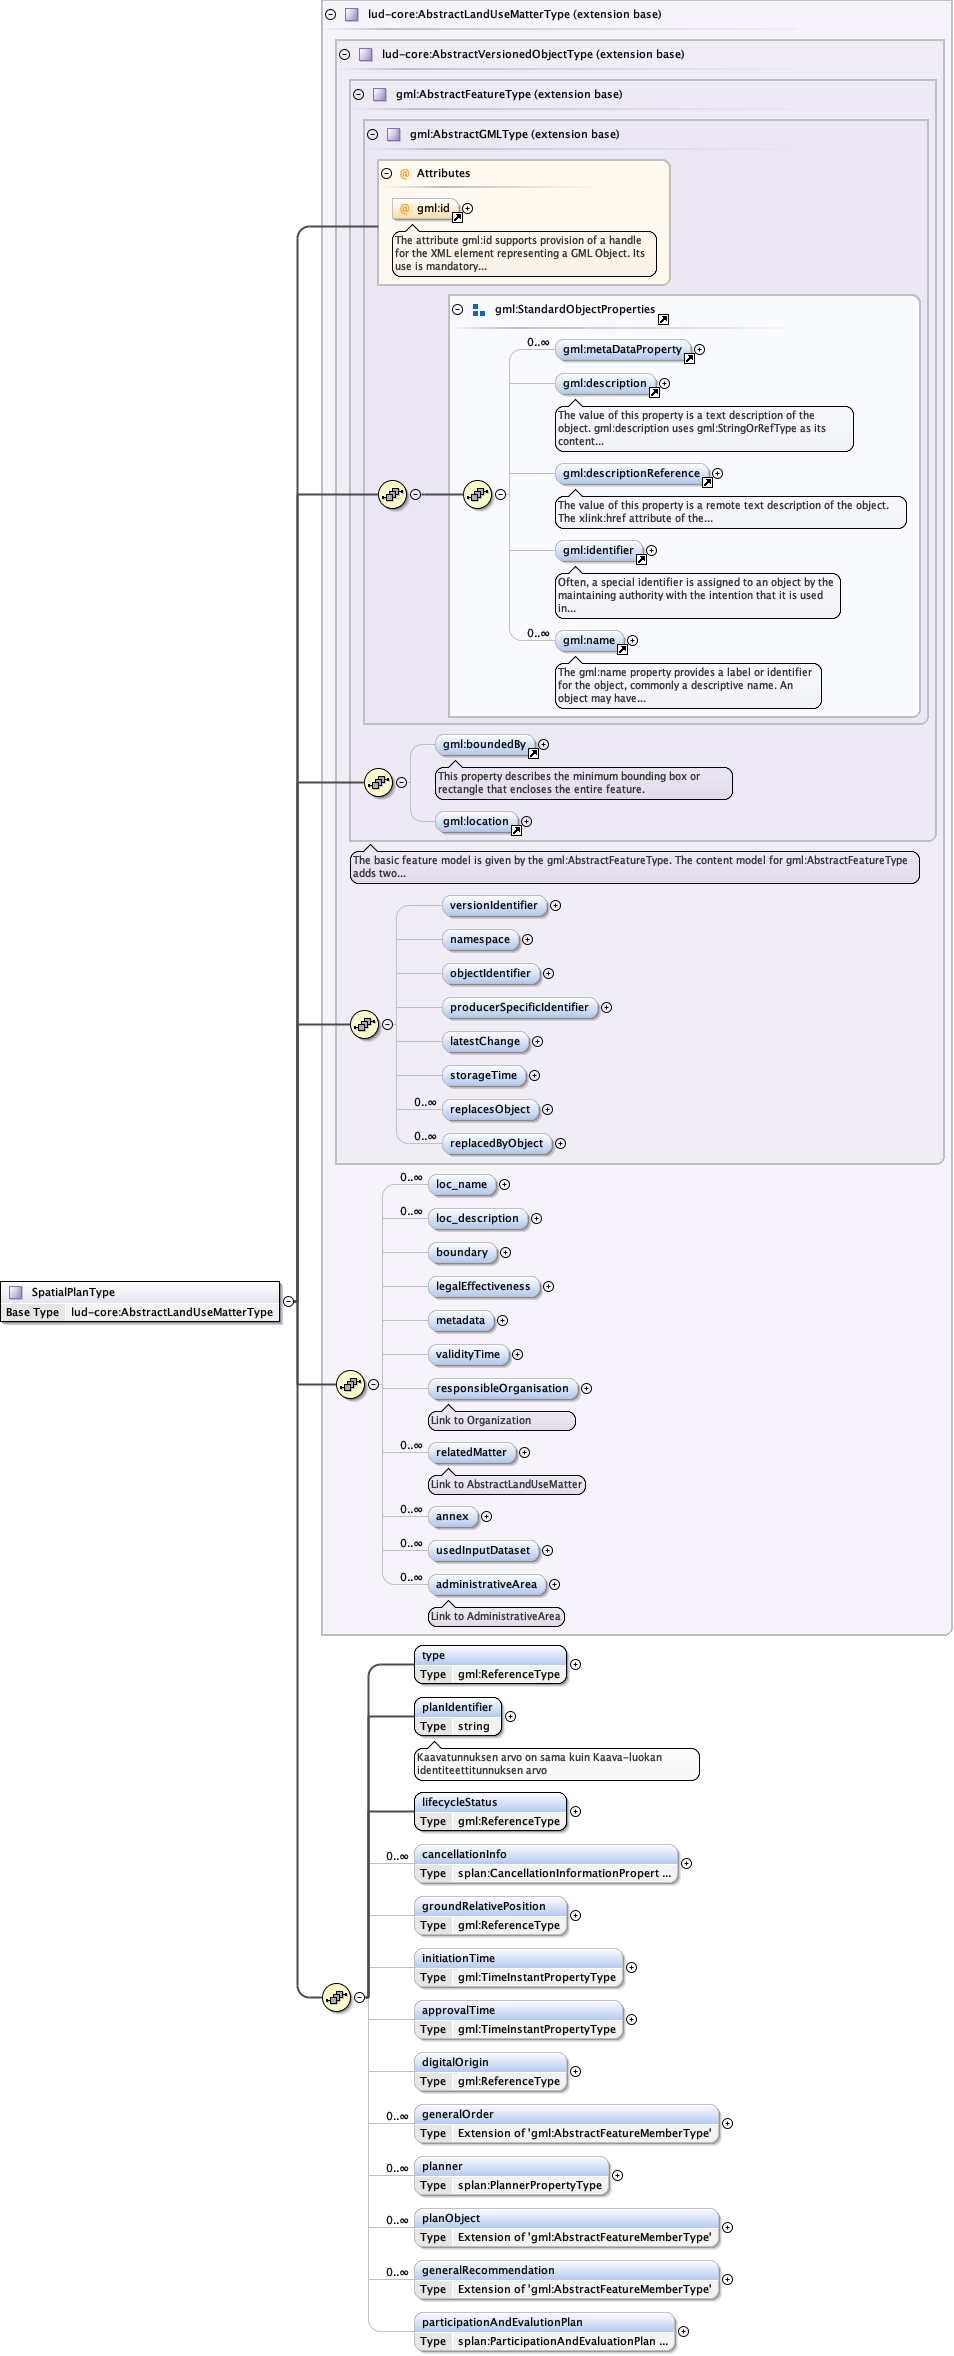 lud-core:AbstractLandUseMatterType (extension base)
lud-core:AbstractVersionedObjectType (extension base)
gml:AbstractFeatureType (extension base)
gml:AbstractGMLType (extension base)
@ Attributes
@ gml:id
The attribute gml:id supports provision of a handle
for the XML element representing a GML Object. Its
use is mandatory...
gml:StandardObjectProperties
0..∞
gml:metaDataProperty
gml:description
The value of this property is a text description of the
object. gml:description uses gml:StringOrRefType as its
content...
gml:descriptionReference
The value of this property is a remote text description of the object.
The xlink:href attribute of the...
gml:identifier
Often, a special identifier is assigned to an object by the
maintaining authority with the intention that it is used
in...
0..∞
gml:name
The gml:name property provides a label or identifier
for the object, commonly a descriptive name. An
object may have...
gml:boundedBy
This property describes the minimum bounding box or
rectangle that encloses the entire feature.
gml:location
The basic feature model is given by the gml:AbstractFeatureType. The content model for gml:AbstractFeatureType
adds two...
versionIdentifier
namespace
objectIdentifier
producerSpecificIdentifier
latestChange
storageTime
0..∞
replacesObject
0..∞
replacedByObject
0..∞
loc_name
0..∞
loc_description
boundary
legalEffectiveness
SpatialPlanType
Base Type lud-core:AbstractLandUseMatterType
metadata
validityTime
responsibleOrganisation
Link to Organization
0..∞
relatedMatter
Link to AbstractLandUseMatter
0..∞
annex
0..∞
usedInputDataset
0..∞
administrativeArea
Link to AdministrativeArea
type
Type gml:ReferenceType
planIdentifier
Type string
Kaavatunnuksen arvo on sama kuin Kaava-luokan
identiteettitunnuksen arvo
lifecycleStatus
Type gml:ReferenceType
0..∞
cancellationInfo
Type splan:CancellationInformationPropert ...
groundRelativePosition
Type gml:ReferenceType
initiationTime
Type gml:TimeInstantPropertyType
approvalTime
Type gml:TimeInstantPropertyType
digitalOrigin
Type gml:ReferenceType
0..∞
generalOrder
Type Extension of 'gml:AbstractFeatureMemberType'
0..∞
planner
Type splan:PlannerPropertyType
0..∞
planObject
Type Extension of 'gml:AbstractFeatureMemberType'
0..∞
generalRecommendation
Type Extension of 'gml:AbstractFeatureMemberType'
participationAndEvalutionPlan
Type splan:ParticipationAndEvaluationPlan ...